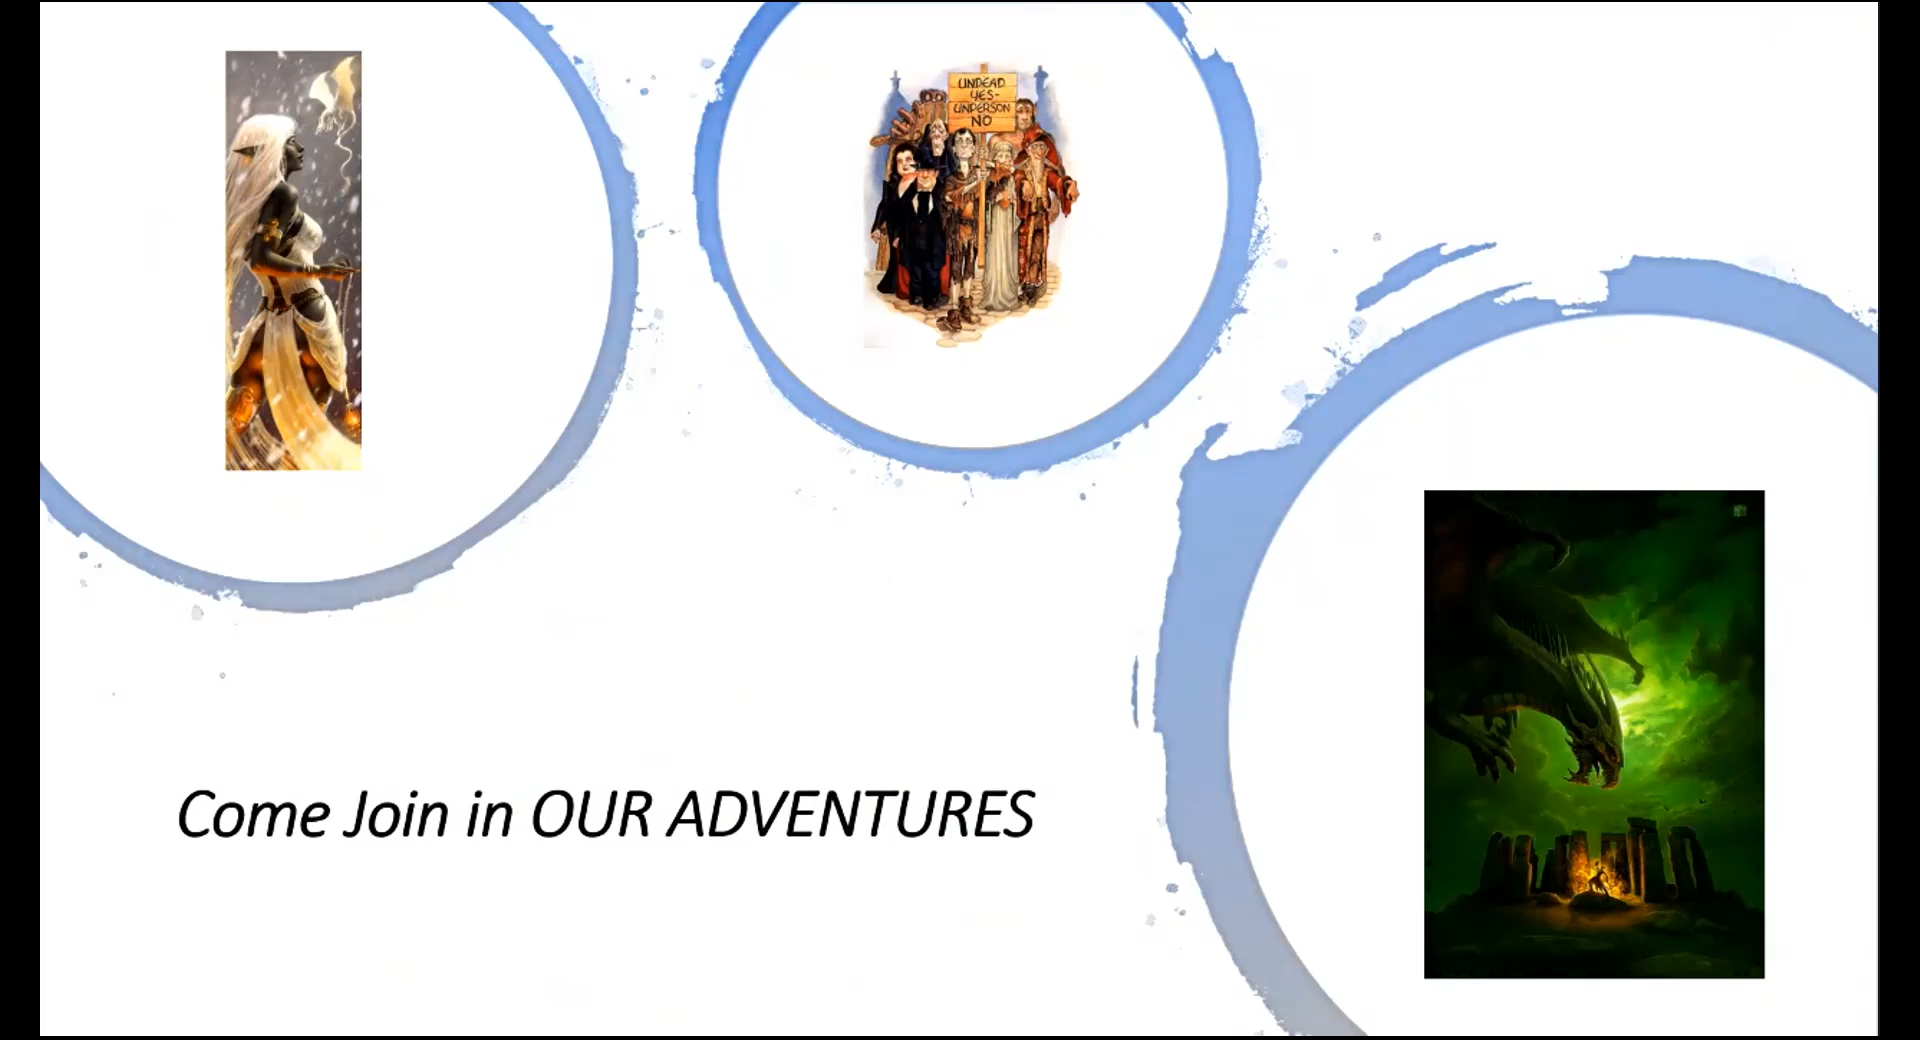 UNDEAD
YES-
UNPERSON
NO
Come Join in OUR ADVENTURES